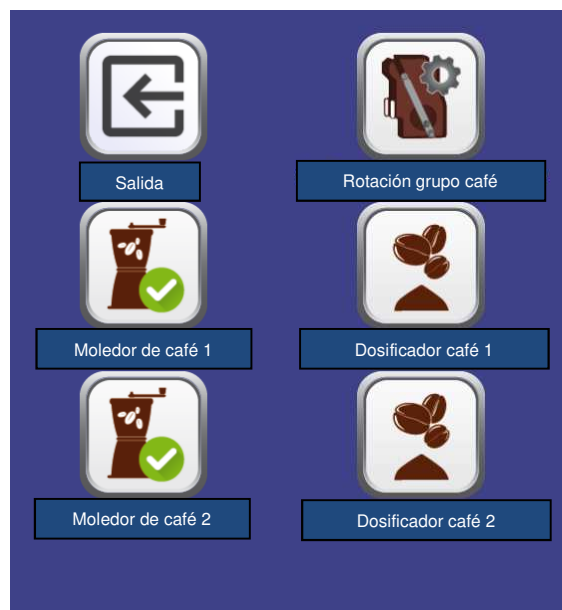 Salida
Rotación grupo café
Moledor de café 1
Dosificador café 1
Moledor de café 2
Dosificador café 2